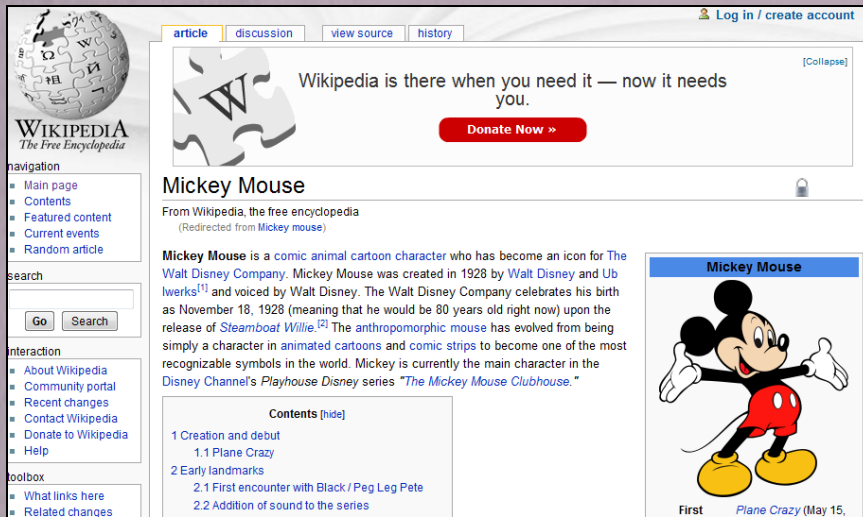 Log in / create account
article
discussion
view source
history
[Collapse]
Wikipedia is there when you need it — now it needs
you.
Donate Now »
W
Ω
W
И
祖
WIKIPEDIA
The Free Encyclopedia
navigation
Main page
Contents
Featured content
Current events
Random article
search
Go
Search
interaction
About Wikipedia
Community portal
Recent changes
Contact Wikipedia
Donate to Wikipedia
Help
toolbox
What links here
Related changes
Mickey Mouse
From Wikipedia, the free encyclopedia
(Redirected from Mickey mouse)
Mickey Mouse is a comic animal cartoon character who has become an icon for The
Walt Disney Company. Mickey Mouse was created in 1928 by Walt Disney and Ub
Iwerks[1] and voiced by Walt Disney. The Walt Disney Company celebrates his birth
as November 18, 1928 (meaning that he would be 80 years old right now) upon the
release of Steamboat Willie.[2] The anthropomorphic mouse has evolved from being
simply a character in animated cartoons and comic strips to become one of the most
recognizable symbols in the world. Mickey is currently the main character in the
Disney Channel's Playhouse Disney series "The Mickey Mouse Clubhouse."
Contents [hide]
1 Creation and debut
1.1 Plane Crazy
2 Early landmarks
2.1 First encounter with Black / Peg Leg Pete
2.2 Addition of sound to the series
Mickey Mouse
First
Plane Crazy (May 15,